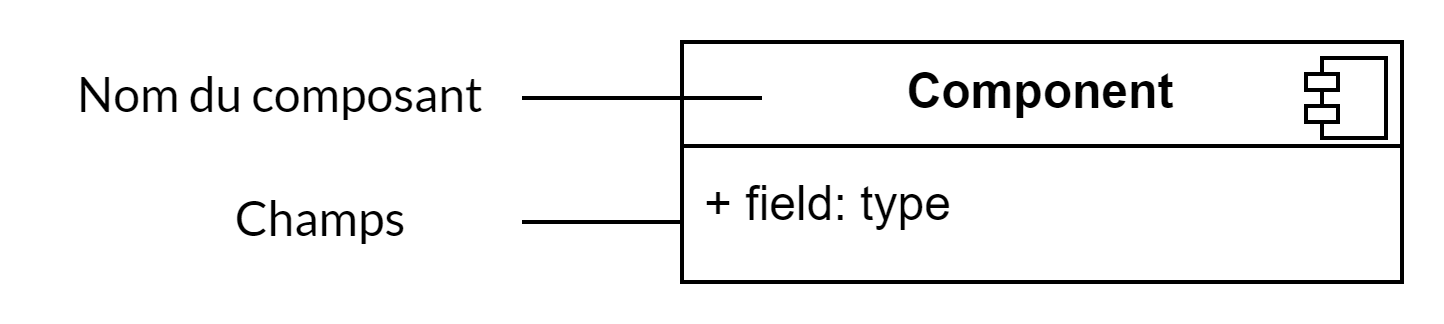 Nom du composant
Component
Champs
+ field: type